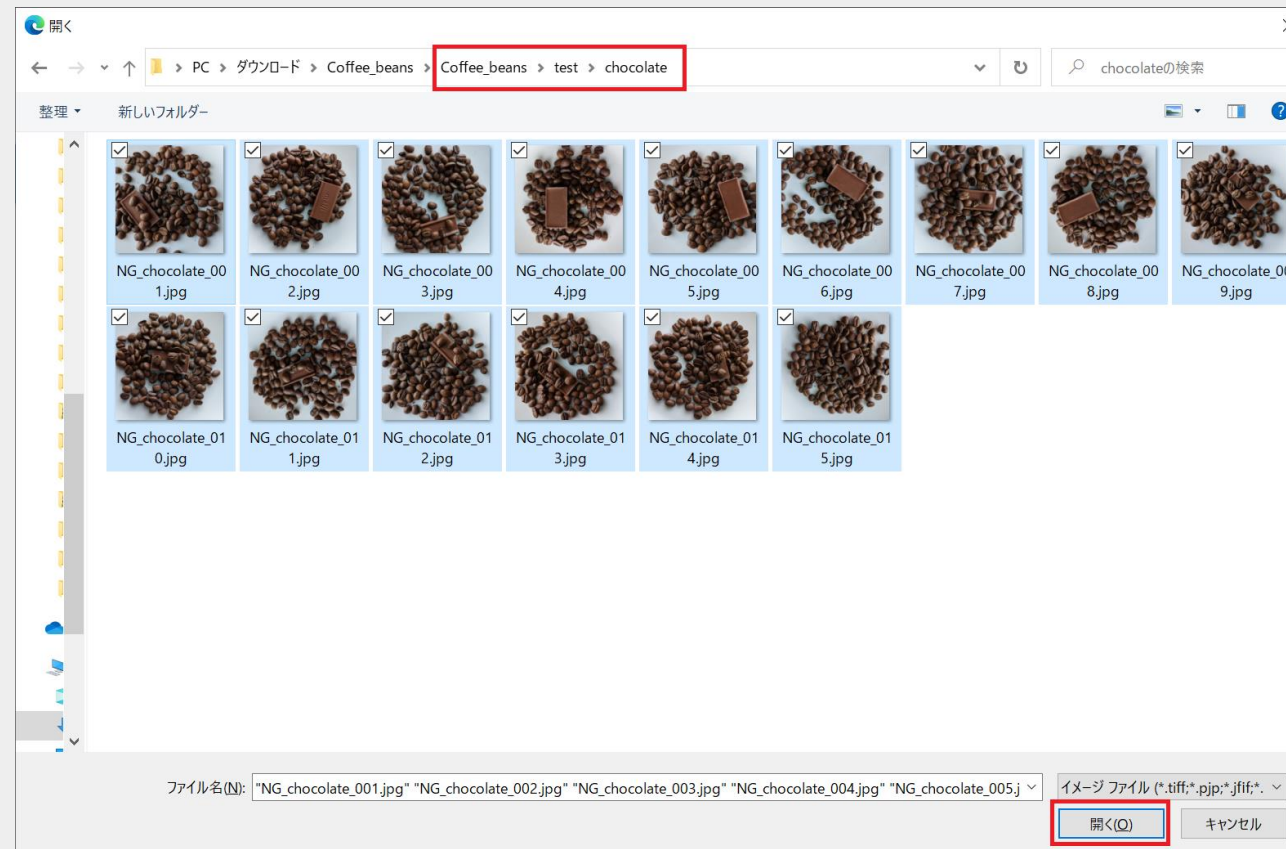 開く
PC > ダウンロード > Coffee_beans > Coffee_beans > test > chocolate
chocolateの検索
整理
新しいフォルダー
NG_chocolate_00
1.jpg
NG_chocolate_00
2.jpg
NG_chocolate_00
3.jpg
NG_chocolate_00
4.jpg
NG_chocolate_00
5.jpg
NG_chocolate_00
6.jpg
NG_chocolate_00
7.jpg
NG_chocolate_00
8.jpg
NG_chocolate_00
9.jpg
NG_chocolate_01
0.jpg
NG_chocolate_01
1.jpg
NG_chocolate_01
2.jpg
NG_chocolate_01
3.jpg
NG_chocolate_01
4.jpg
NG_chocolate_01
5.jpg
ファイル名(N): "NG_chocolate_001.jpg" "NG_chocolate_002.jpg" "NG_chocolate_003.jpg" "NG_chocolate_004.jpg" "NG_chocolate_005.j
イメージ ファイル (*.tiff;*.pjp;*.jfif;*.
開く(O)
キャンセル